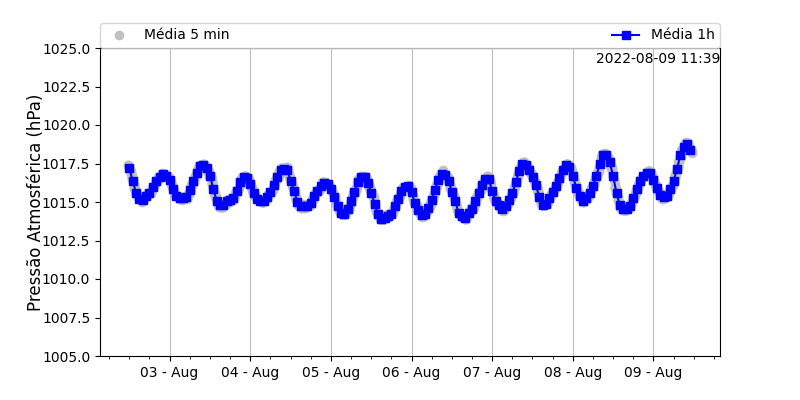 Média 5 min
Média 1h
2022-08-09 11:39
Pressão Atmosférica (hPa)
1025.0
1022.5
1020.0
1017.5
1015.0
1012.5
1010.0
1007.5
1005.0
03 - Aug
04 - Aug
05 - Aug
06 - Aug
07 - Aug
08 - Aug
09 - Aug